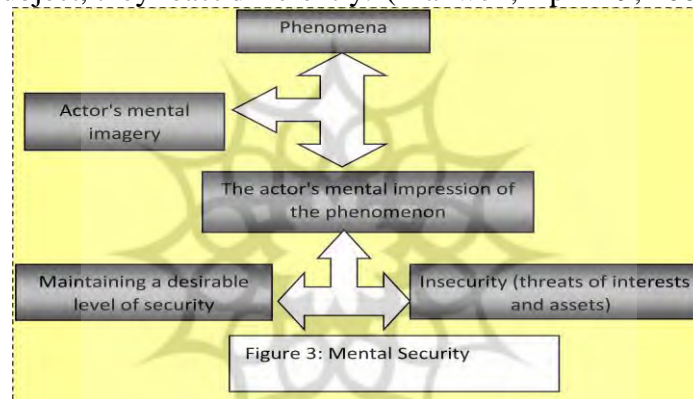 Phenomena
Actor's mental
imagery
The actor's mental impression of
the phenomenon
Maintaining a desirable
level of security
Insecurity (threats of interests
and assets)
Figure 3: Mental Security